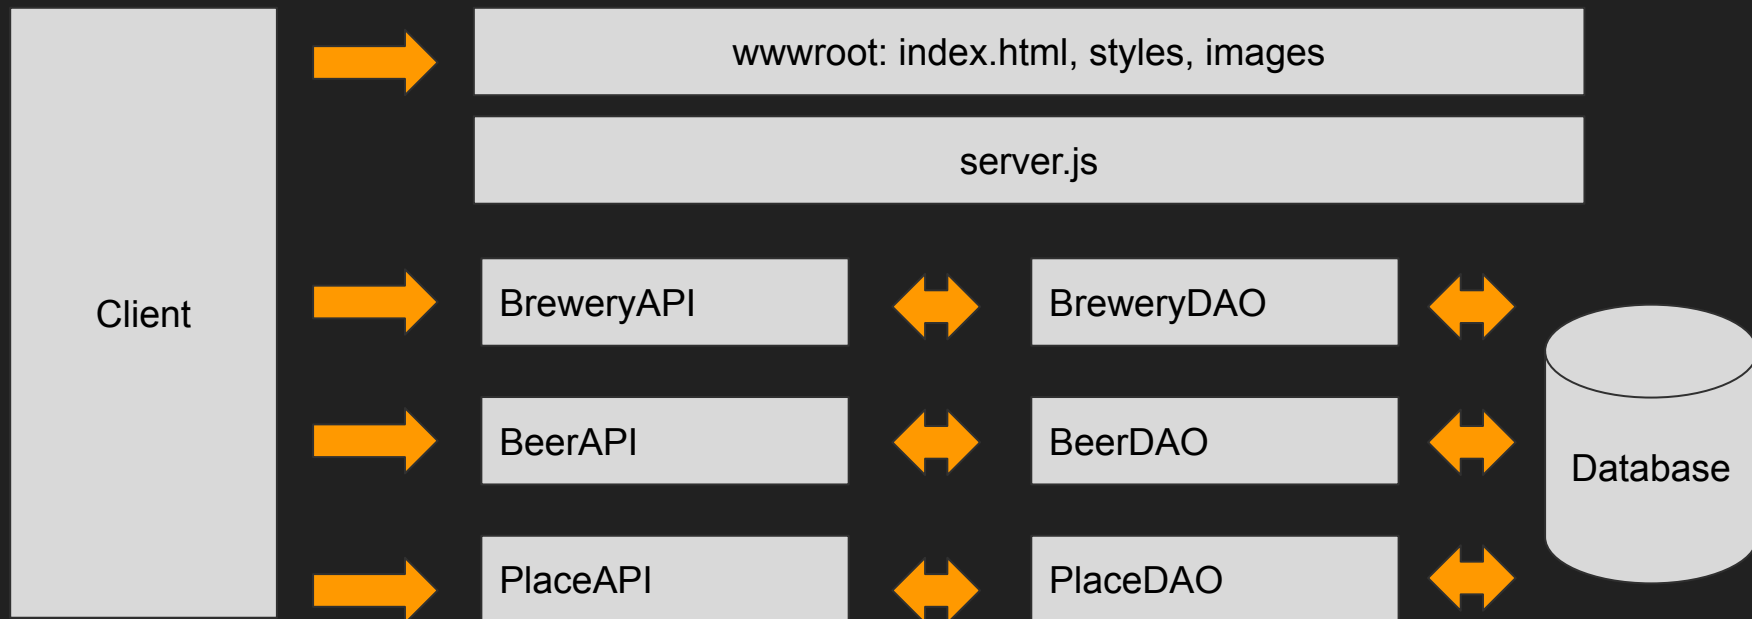 wwwroot: index.html, styles, images
server.js
Client
BreweryAPI
BreweryDAO
BeerAPI
BeerDAO
Database
PlaceAPI
PlaceDAO